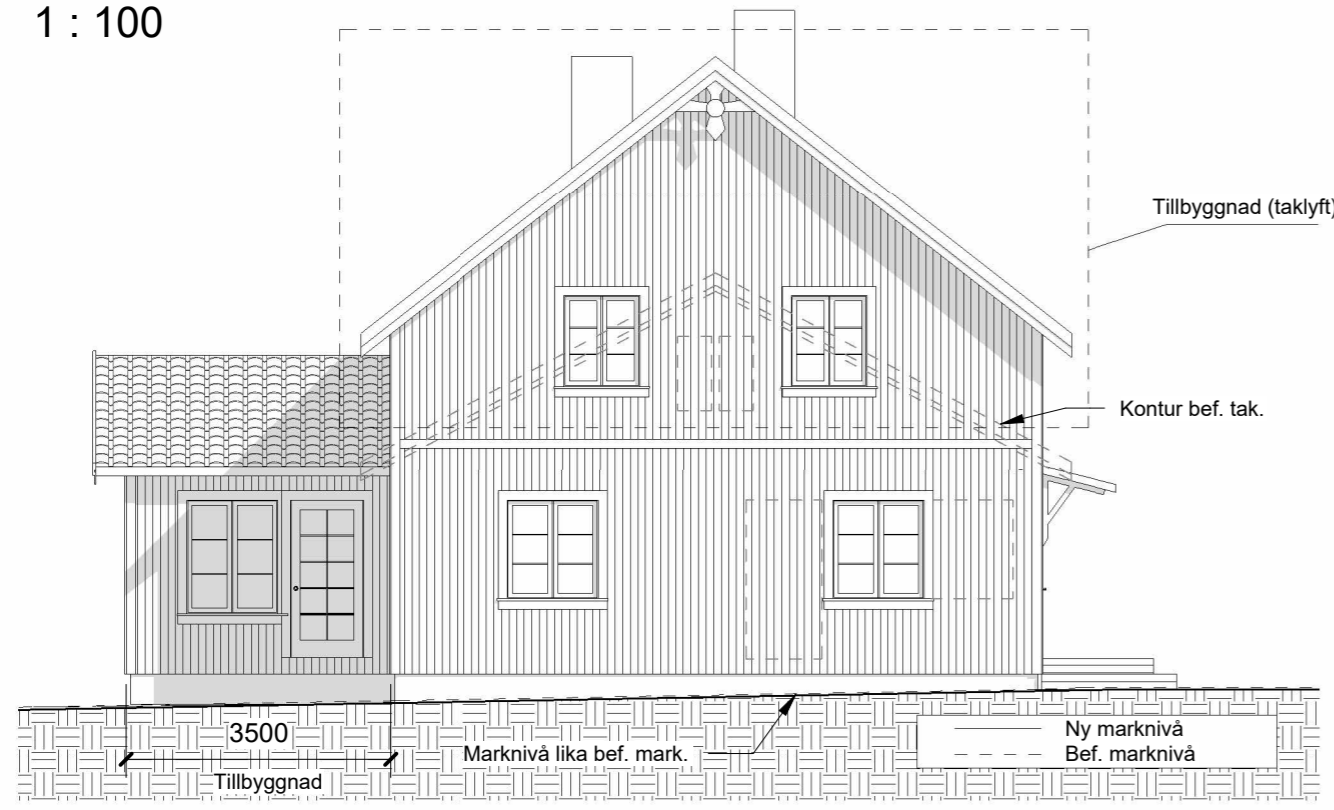 1 : 100
Tillbyggnad (taklyft)
Kontur bef. tak.
3500
Tillbyggnad
Marknivå lika bef. mark.
Ny marknivå
Bef. marknivå